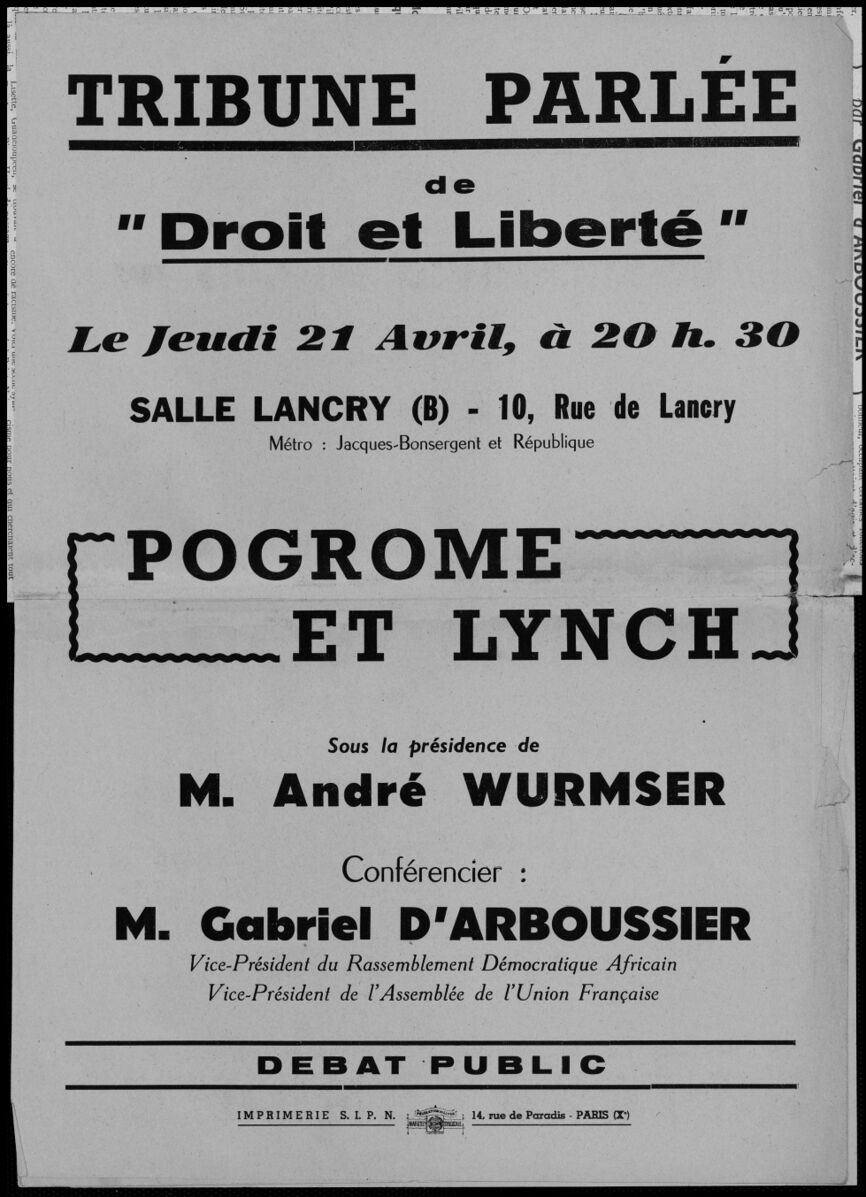 TRIBUNE PARLÉE
de
"Droit et Liberté"
Le Jeudi 21 Avril, à 20 h. 30
SALLE LANCRY (B) - 10, Rue de Lancry
Métro : Jacques-Bonsergent et République
POGROME
ET LYNCH
Sous la présidence de
M. André WURMSER
Conférencier :
M. Gabriel D'ARBOUSSIER
Vice-Président du Rassemblement Démocratique Africain
Vice-Président de l'Assemblée de l'Union Française
DEBAT PUBLIC
IMPRIMERIE S. I. P. N. 14, rue de Paradis - PARIS (Xe)
par Gabriel d'ARBOUSSIER